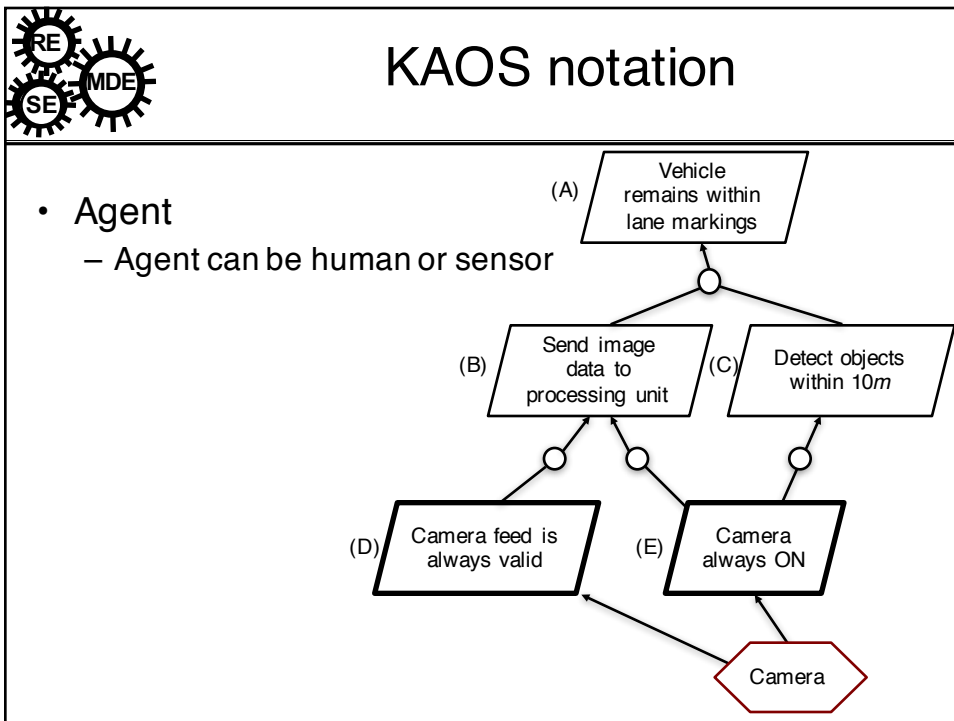 RE
MDE
SE
KAOS notation
• Agent
– Agent can be human or sensor
(A)
Vehicle
remains within
lane markings
(B)
Send image
data to
processing unit
(C)
Detect objects
within 10m
(D)
Camera feed is
always valid
(E)
Camera
always ON
Camera